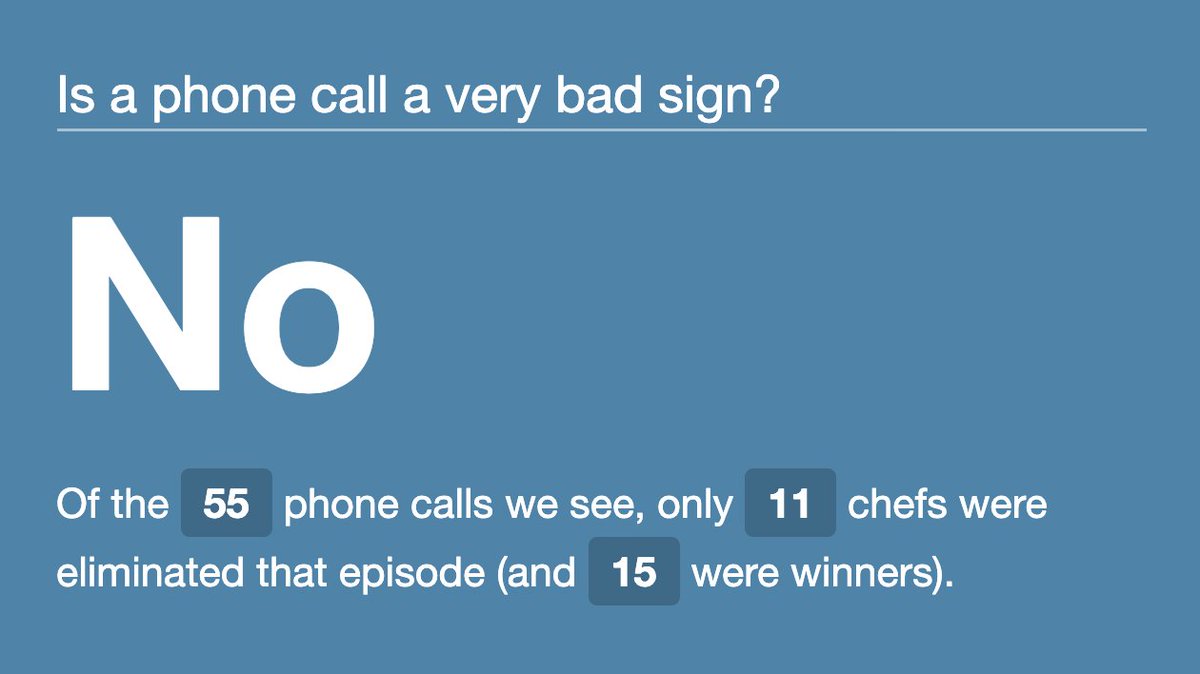 Is a phone call a very bad sign?
No
Of the 55 phone calls we see, only 11 chefs were
eliminated that episode (and 15 were winners).